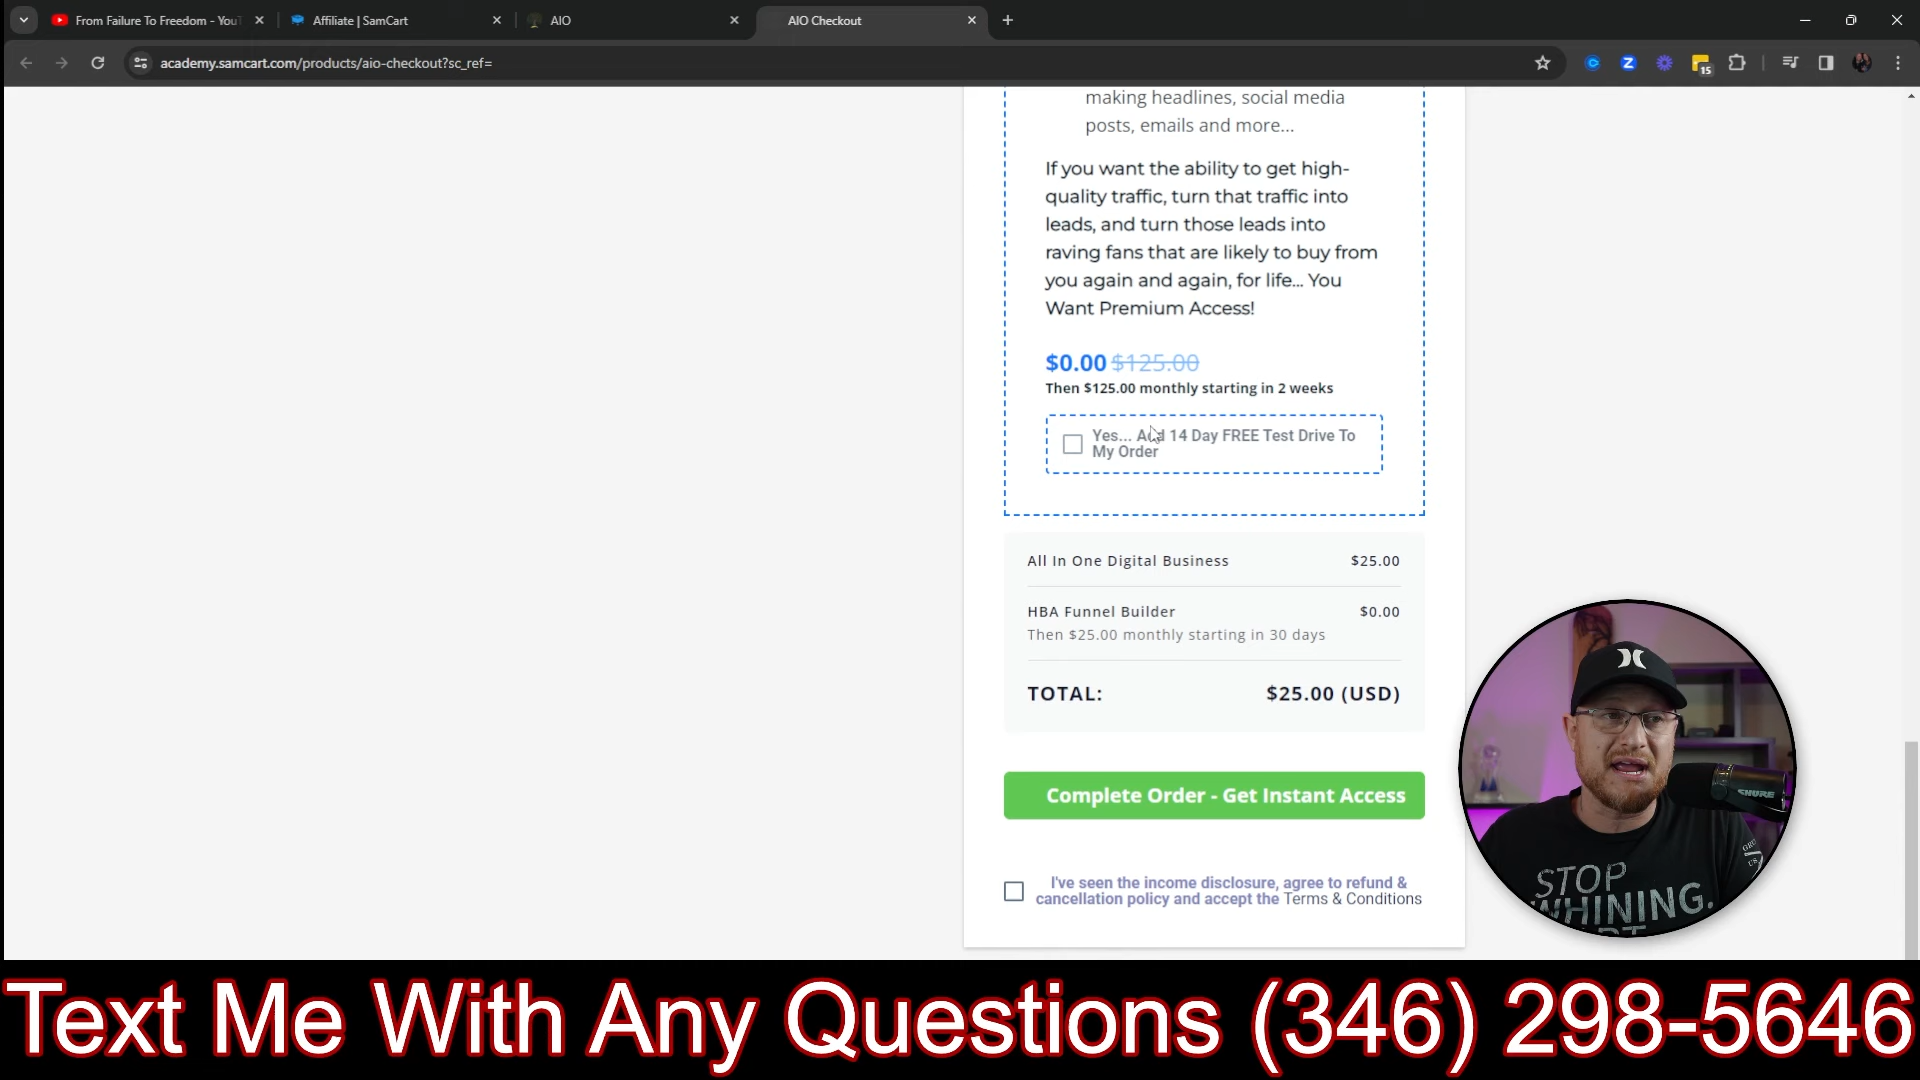 From Failure To Freedom - You
Affiliate | SamCart
AIO
AIO Checkout
academy.samcart.com/products/aio-checkout?sc_ref=
15
making headlines, social media
posts, emails and more...
If you want the ability to get high-
quality traffic, turn that traffic into
leads, and turn those leads into
raving fans that are likely to buy from
you again and again, for life... You
Want Premium Access!
$0.00 $125.00
Then $125.00 monthly starting in 2 weeks
Yes... Add 14 Day FREE Test Drive To
My Order
All In One Digital Business $25.00
HBA Funnel Builder $0.00
Then $25.00 monthly starting in 30 days
TOTAL: $25.00 (USD)
Complete Order - Get Instant Access
I've seen the income disclosure, agree to refund &
cancellation policy and accept the Terms & Conditions
SHURE
STOP
WHINING.
Text Me With Any Questions (346) 298-5646